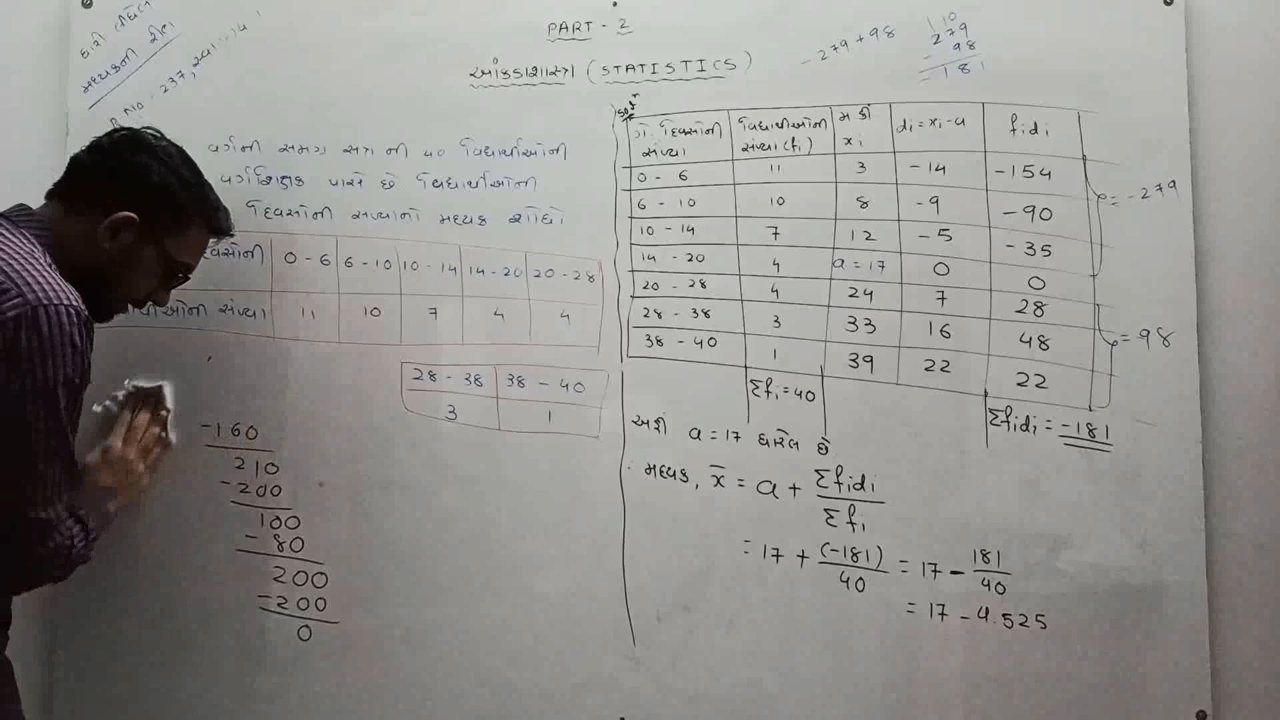 PART - 2
આંકડાશાસ્ત્ર (STATISTICS)
ધારી લીધેલ
મધ્યકની રીત
NO - 237,
- 279 + 98
1 10
279
- 98
= 181
વર્ગની સમગ્ર સત્ર ની 40 વિદ્યાર્થીઓની
વર્ગશિક્ષક પાસે છે વિદ્યાર્થીઓની
દિવસોની સંખ્યાનો મધ્યક શોધો
0 - 6 | 6 - 10 | 10 - 14 | 14 - 20 | 20 - 28
સંખ્યા | 11 | 10 | 7 | 4 | 4
28 - 38 | 38 - 40
3 | 1
-160
210
-200
100
- 80
200
-200
0
ગે. દિવસોની સંખ્યા | વિદ્યાર્થીઓની સંખ્યા (fi) | મ કિં xi | di = xi - a | fidi
0 - 6 | 11 | 3 | -14 | -154
6 - 10 | 10 | 8 | -9 | -90
10 - 14 | 7 | 12 | -5 | -35
14 - 20 | 4 | a = 17 | 0 | 0
20 - 28 | 4 | 24 | 7 | 28
28 - 38 | 3 | 33 | 16 | 48
38 - 40 | 1 | 39 | 22 | 22
= -279
= 98
Σfi = 40
Σfidi = -181
અહીં a = 17 ધારેલ છે
∴ મધ્યક, x̄ = a + Σfidi / Σfi
= 17 + (-181) / 40 = 17 - 181 / 40
= 17 - 4.525